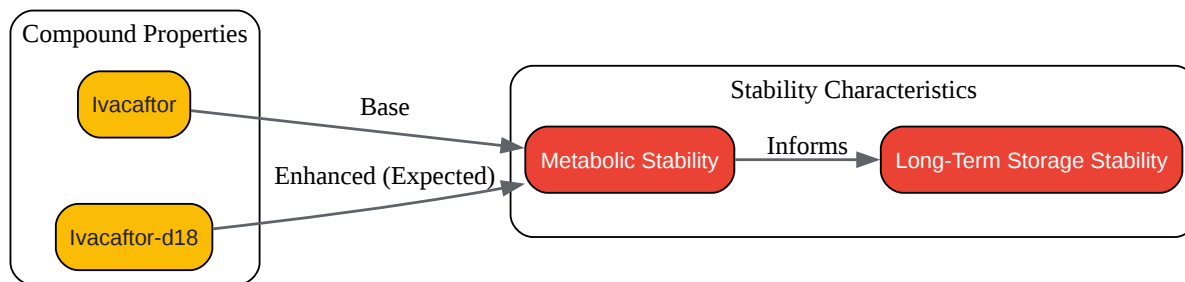 Compound Properties
Ivacaftor
Base
Stability Characteristics
Metabolic Stability
Informs
Long-Term Storage Stability
Enhanced (Expected)
Ivacaftor-d18